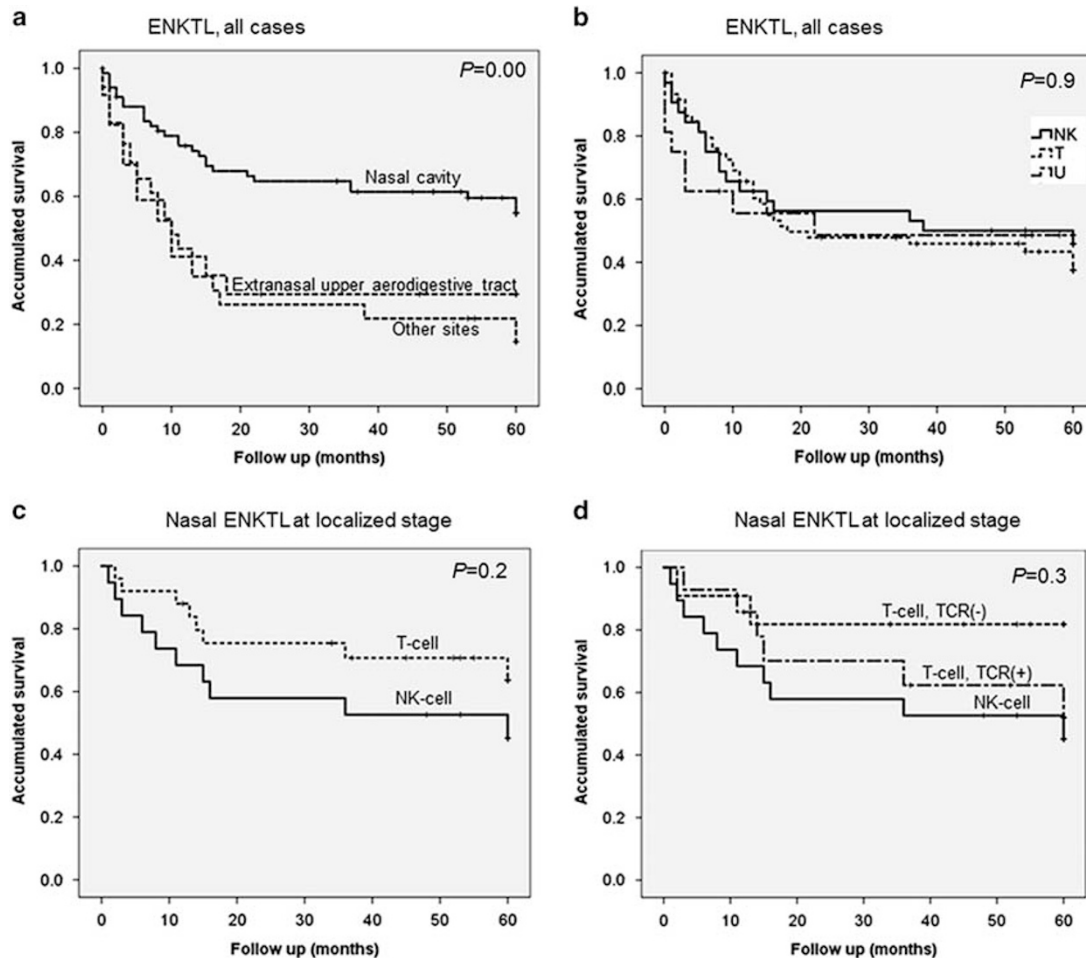 a
ENKTL, all cases
P=0.00
1.0
0.8
0.6
0.4
0.2
0.0
Accumulated survival
Nasal cavity
Extranasal upper aerodigestive tract
Other sites
0 10 20 30 40 50 60
Follow up (months)
b
ENKTL, all cases
P=0.9
NK
T
U
1.0
0.8
0.6
0.4
0.2
0.0
Accumulated survival
0 10 20 30 40 50 60
Follow up (months)
c
Nasal ENKTL at localized stage
P=0.2
1.0
0.8
0.6
0.4
0.2
0.0
Accumulated survival
T-cell
NK-cell
0 10 20 30 40 50 60
Follow up (months)
d
Nasal ENKTL at localized stage
P=0.3
1.0
0.8
0.6
0.4
0.2
0.0
Accumulated survival
T-cell, TCR(-)
T-cell, TCR(+)
NK-cell
0 10 20 30 40 50 60
Follow up (months)